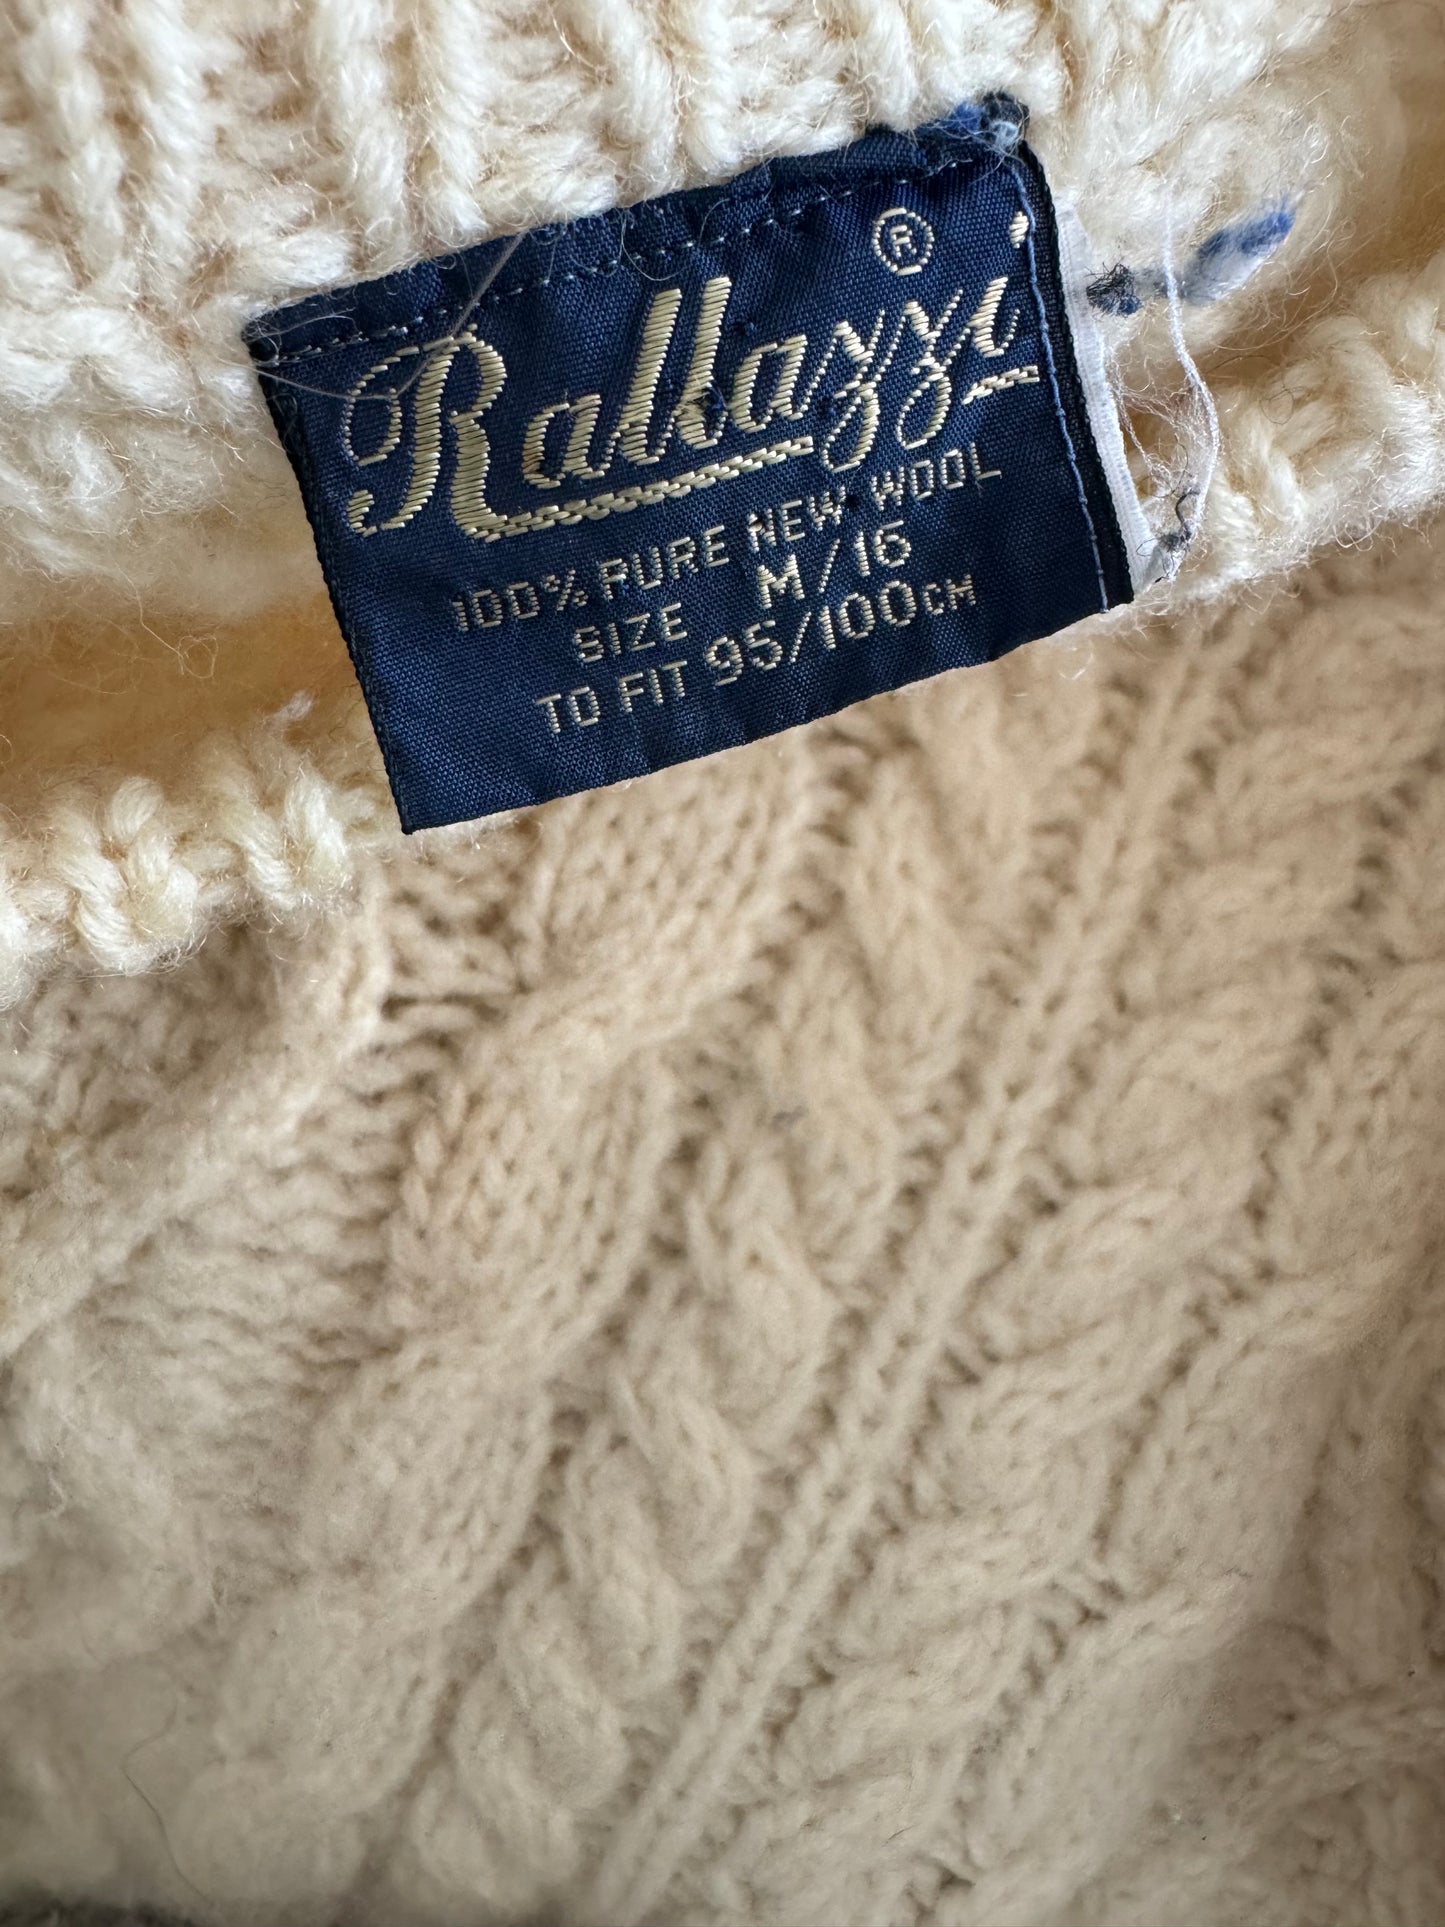 Rallazzi ®
100% PURE NEW WOOL
SIZE M/16
TO FIT 95/100CM